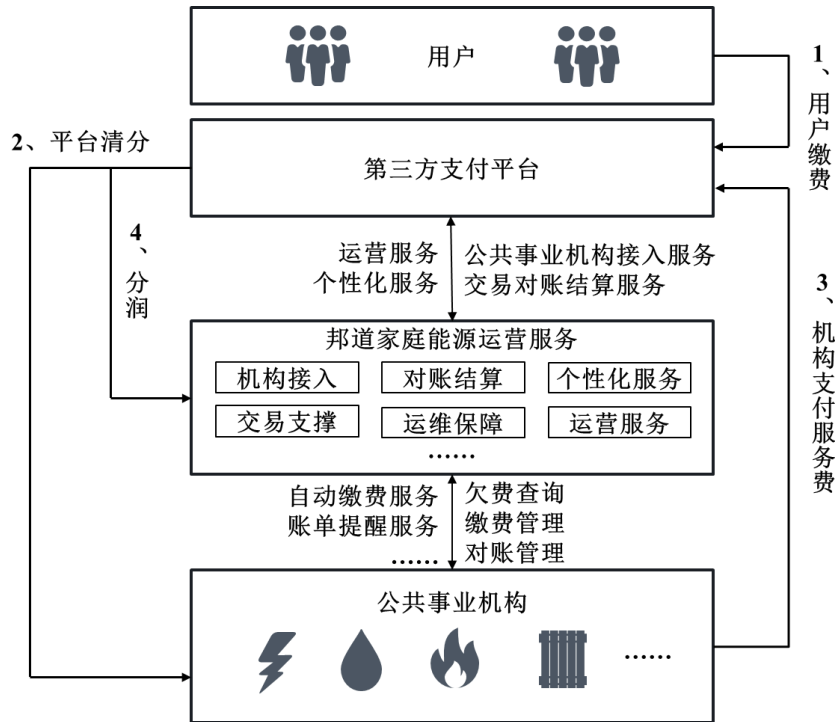 用户
1、用户缴费
2、平台清分
第三方支付平台
4、分润
运营服务
个性化服务
公共事业机构接入服务
交易对账结算服务
3、机构支付服务费
邦道家庭能源运营服务
机构接入
对账结算
个性化服务
交易支撑
运维保障
运营服务
……
自动缴费服务
账单提醒服务
……
欠费查询
缴费管理
对账管理
公共事业机构
……